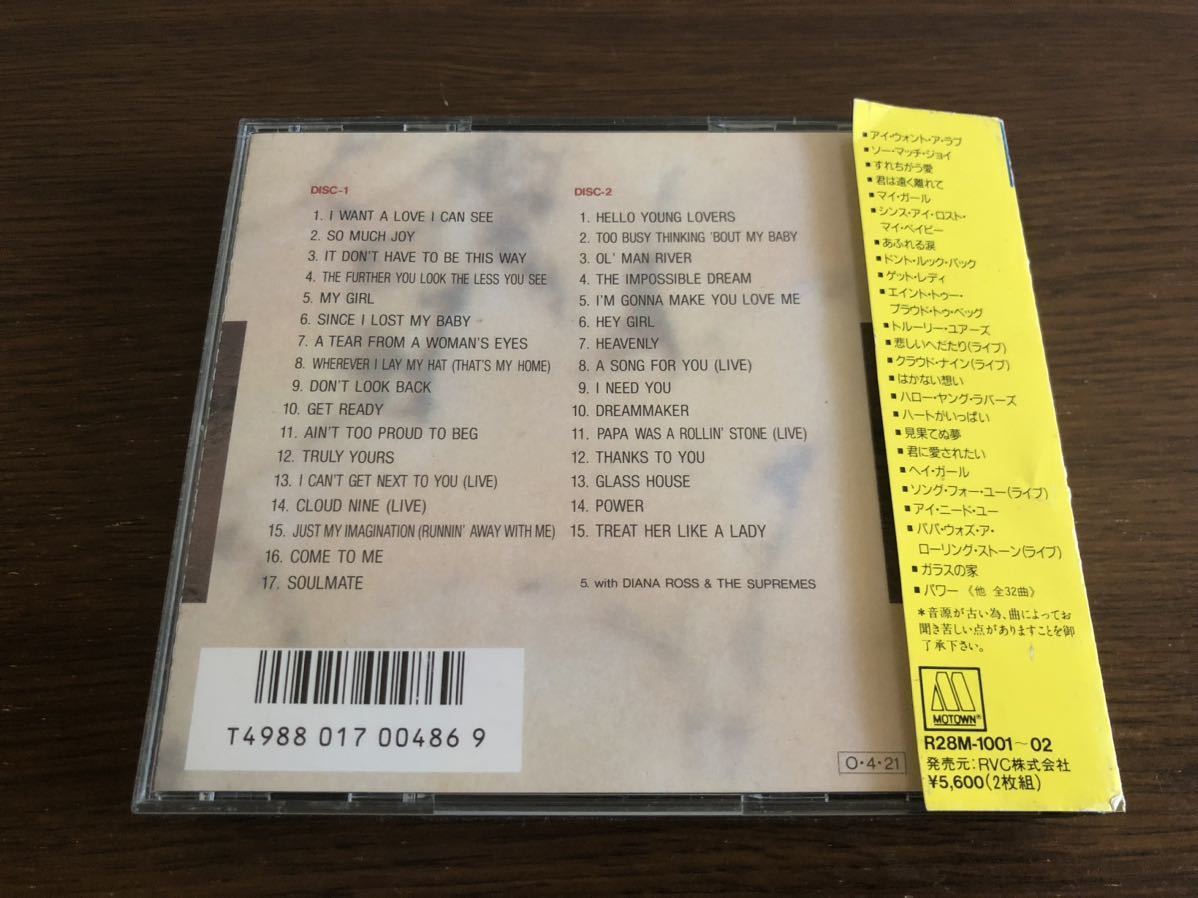 DISC-1
1. I WANT A LOVE I CAN SEE
2. SO MUCH JOY
3. IT DON'T HAVE TO BE THIS WAY
4. THE FURTHER YOU LOOK THE LESS YOU SEE
5. MY GIRL
6. SINCE I LOST MY BABY
7. A TEAR FROM A WOMAN'S EYES
8. WHEREVER I LAY MY HAT (THAT'S MY HOME)
9. DON'T LOOK BACK
10. GET READY
11. AIN'T TOO PROUD TO BEG
12. TRULY YOURS
13. I CAN'T GET NEXT TO YOU (LIVE)
14. CLOUD NINE (LIVE)
15. JUST MY IMAGINATION (RUNNIN' AWAY WITH ME)
16. COME TO ME
17. SOULMATE
DISC-2
1. HELLO YOUNG LOVERS
2. TOO BUSY THINKING 'BOUT MY BABY
3. OL' MAN RIVER
4. THE IMPOSSIBLE DREAM
5. I'M GONNA MAKE YOU LOVE ME
6. HEY GIRL
7. HEAVENLY
8. A SONG FOR YOU (LIVE)
9. I NEED YOU
10. DREAMMAKER
11. PAPA WAS A ROLLIN' STONE (LIVE)
12. THANKS TO YOU
13. GLASS HOUSE
14. POWER
15. TREAT HER LIKE A LADY
5. with DIANA ROSS & THE SUPREMES
T4988 017 00486 9
O・4・21
■アイ・ウォント・ア・ラブ
■ソー・マッチ・ジョイ
■すれちがう愛
■君は遠く離れて
■マイ・ガール
■シンス・アイ・ロスト・
マイ・ベイビー
■あふれる涙
■ドント・ルック・バック
■ゲット・レディ
■エイント・トゥー・
プラウド・トゥ・ベッグ
■トルーリー・ユアーズ
■悲しいへだたり(ライブ)
■クラウド・ナイン(ライブ)
■はかない想い
■ハロー・ヤング・ラバーズ
■ハートがいっぱい
■見果てぬ夢
■君に愛されたい
■ヘイ・ガール
■ソング・フォー・ユー(ライブ)
■アイ・ニード・ユー
■パパ・ウォズ・ア・
ローリング・ストーン(ライブ)
■ガラスの家
■パワー 《他 全32曲》
＊音源が古い為、曲によってお
聞き苦しい点がありますことを御
了承下さい。
MOTOWN®
R28M-1001〜02
発売元:RVC株式会社
¥5,600(2枚組)